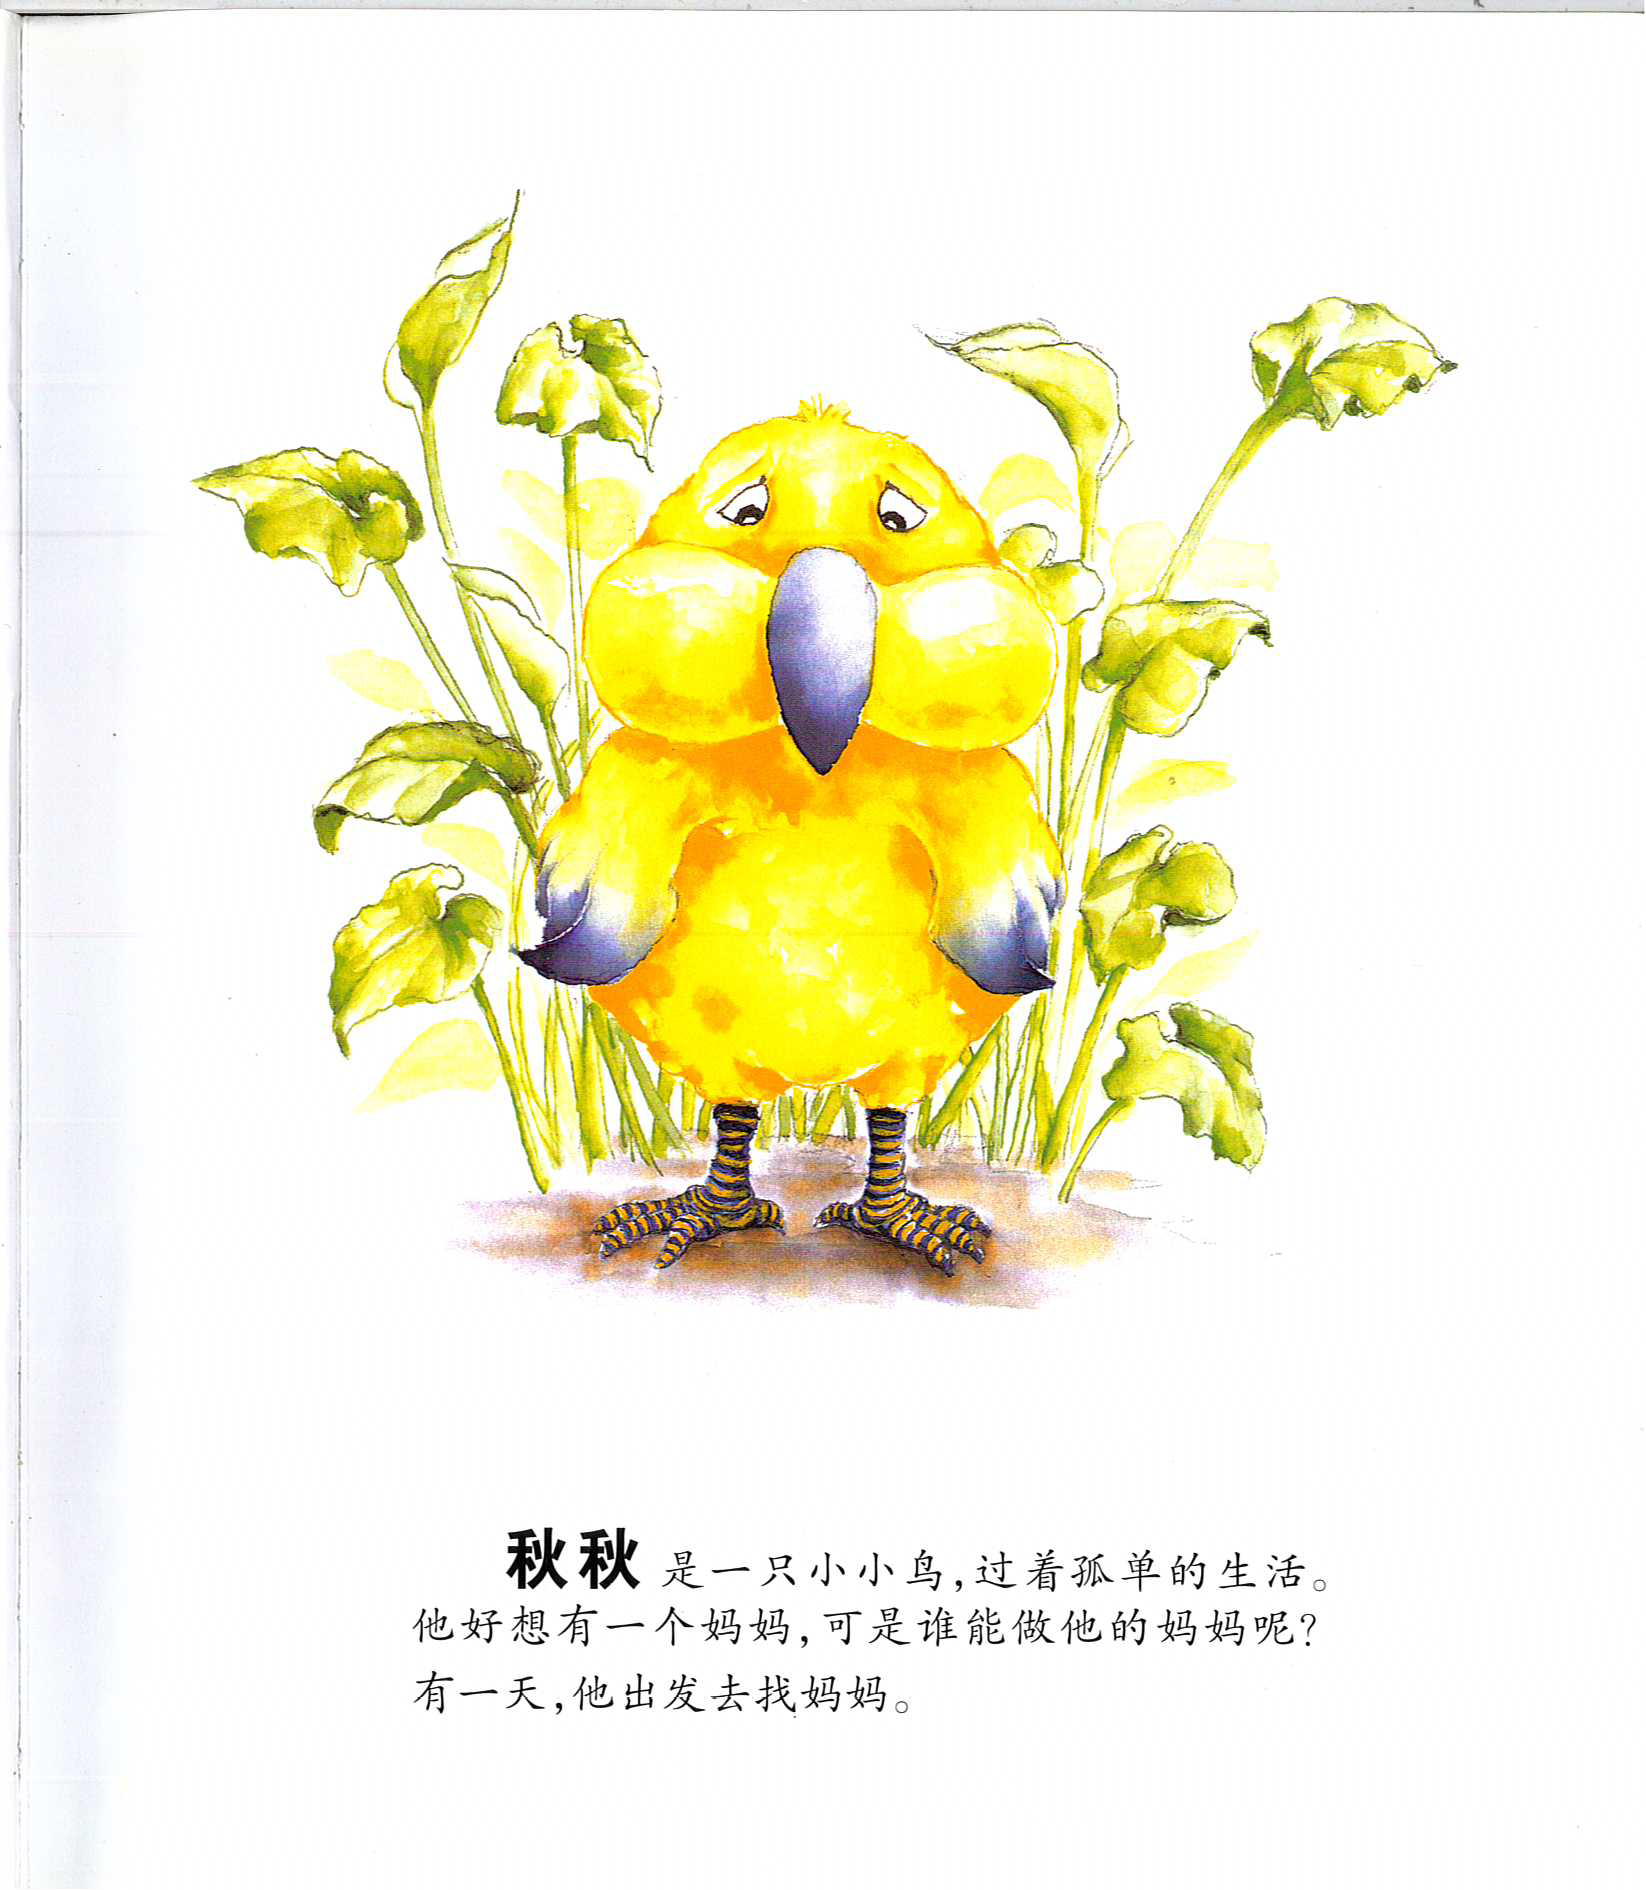 秋秋 是一只小小鸟,过着孤单的生活。
他好想有一个妈妈,可是谁能做他的妈妈呢?
有一天,他出发去找妈妈。